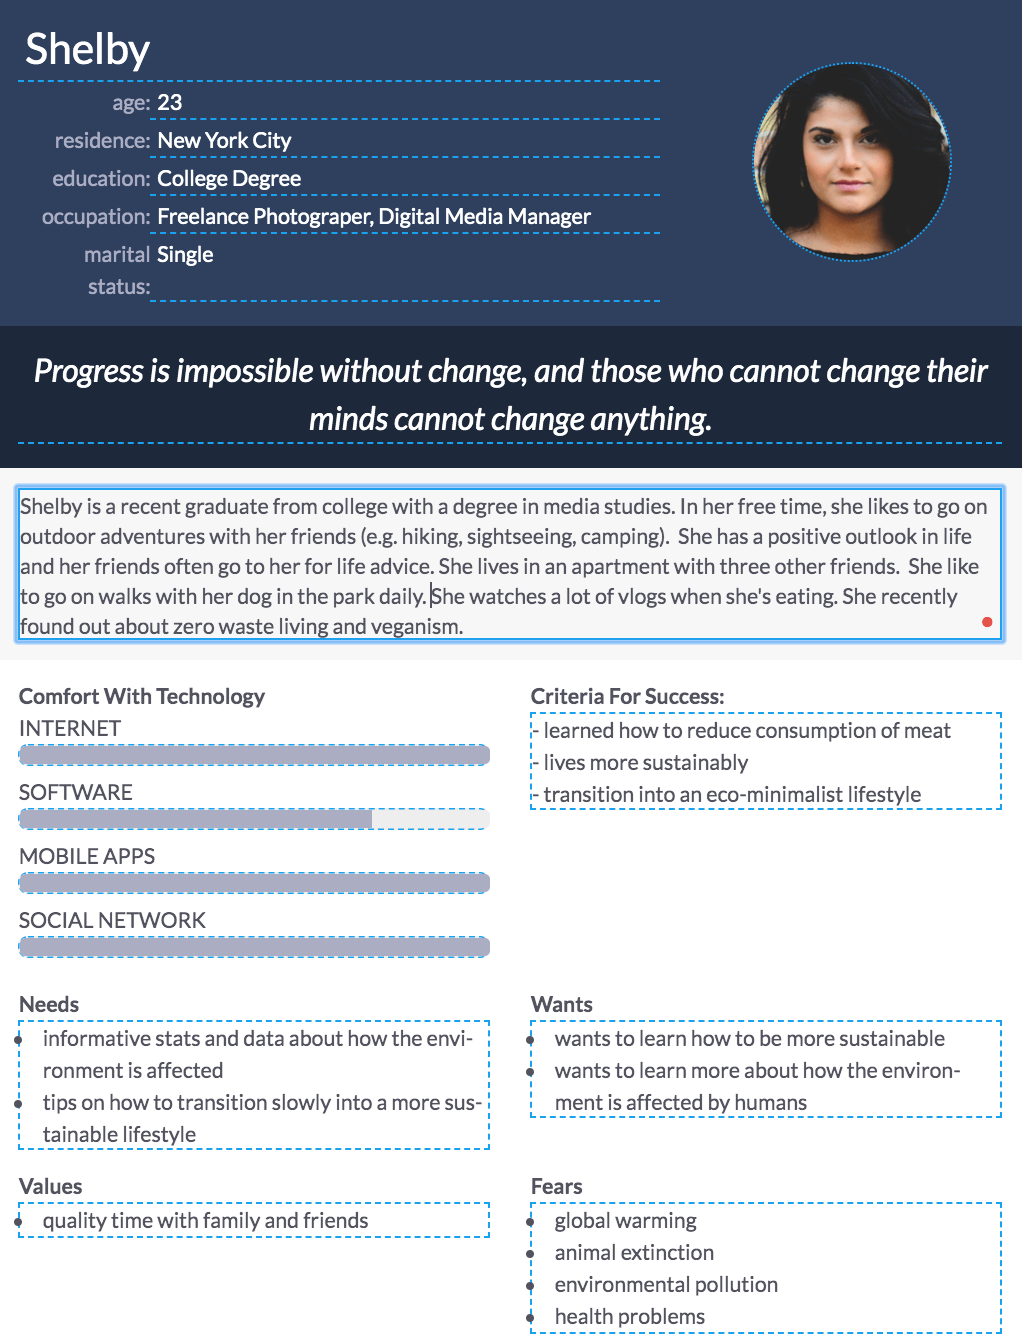 Shelby
age: 23
residence: New York City
education: College Degree
occupation: Freelance Photograper, Digital Media Manager
marital status: Single
Progress is impossible without change, and those who cannot change their
minds cannot change anything.
Shelby is a recent graduate from college with a degree in media studies. In her free time, she likes to go on
outdoor adventures with her friends (e.g. hiking, sightseeing, camping).  She has a positive outlook in life
and her friends often go to her for life advice. She lives in an apartment with three other friends.  She like
to go on walks with her dog in the park daily. She watches a lot of vlogs when she's eating. She recently
found out about zero waste living and veganism.
Comfort With Technology
INTERNET
SOFTWARE
MOBILE APPS
SOCIAL NETWORK
Criteria For Success:
- learned how to reduce consumption of meat
- lives more sustainably
- transition into an eco-minimalist lifestyle
Needs
• informative stats and data about how the envi-
ronment is affected
• tips on how to transition slowly into a more sus-
tainable lifestyle
Wants
• wants to learn how to be more sustainable
• wants to learn more about how the environ-
ment is affected by humans
Values
• quality time with family and friends
Fears
• global warming
• animal extinction
• environmental pollution
• health problems